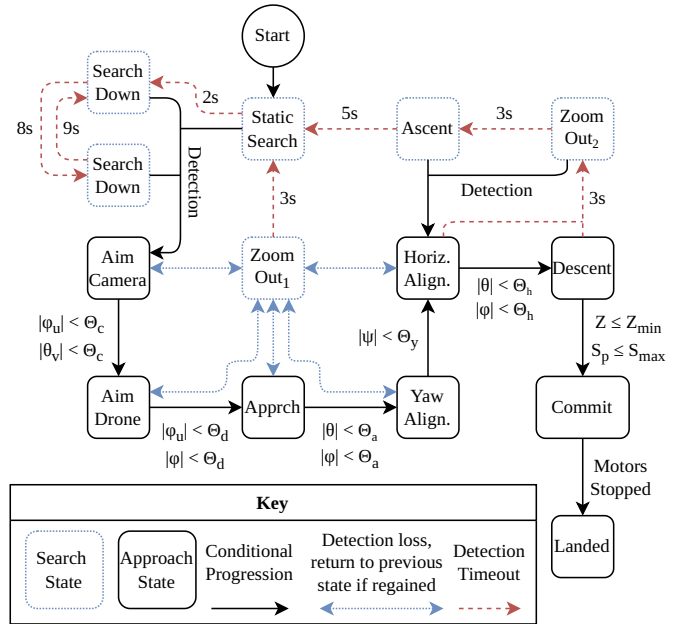 Start
Search
Down
2s
Static
Search
5s
Ascent
3s
Zoom
Out2
8s
9s
Search
Down
Detection
Detection
3s
3s
Aim
Camera
Zoom
Out1
Horiz.
Align.
Descent
|θ| < Θh
|φ| < Θh
|φu| < Θc
|θv| < Θc
|ψ| < Θy
Z ≤ Zmin
Sp ≤ Smax
Aim
Drone
Apprch
Yaw
Align.
Commit
|φu| < Θd
|φ| < Θd
|θ| < Θa
|φ| < Θa
Motors
Stopped
Landed
Key
Search
State
Approach
State
Conditional
Progression
Detection loss,
return to previous
state if regained
Detection
Timeout